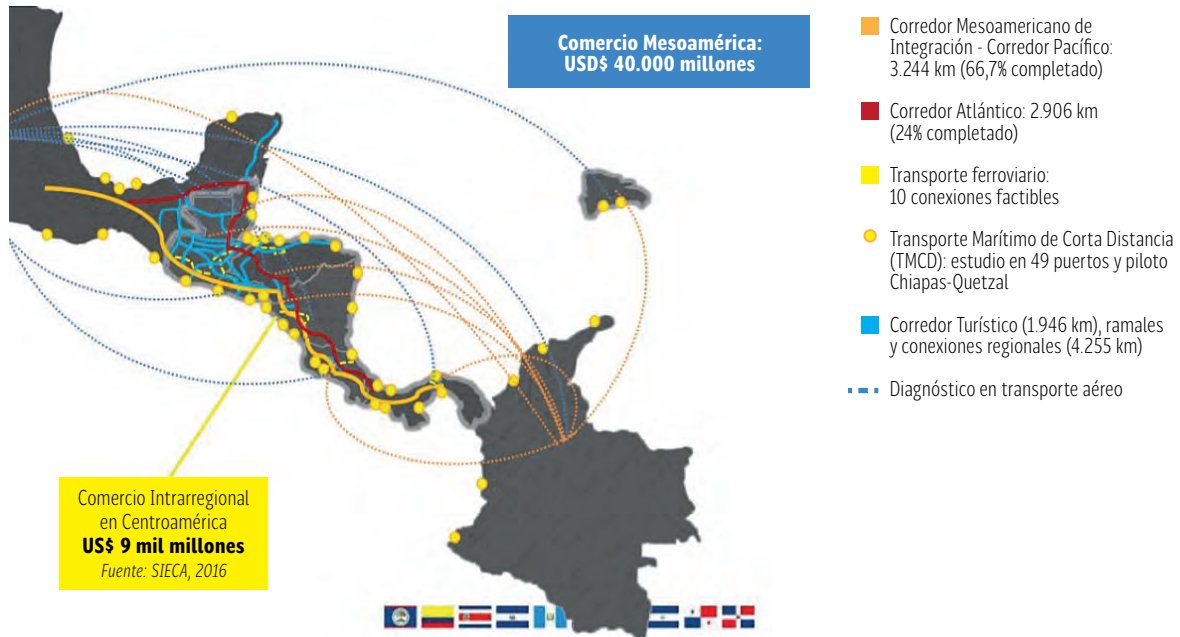 Comercio Mesoamérica:
USD$ 40.000 millones
Corredor Mesoamericano de
Integración - Corredor Pacífico:
3.244 km (66,7% completado)
Corredor Atlántico: 2.906 km
(24% completado)
Transporte ferroviario:
10 conexiones factibles
Transporte Marítimo de Corta Distancia
(TMCD): estudio en 49 puertos y piloto
Chiapas-Quetzal
Corredor Turístico (1.946 km), ramales
y conexiones regionales (4.255 km)
Diagnóstico en transporte aéreo
Comercio Intrarregional
en Centroamérica
US$ 9 mil millones
Fuente: SIECA, 2016